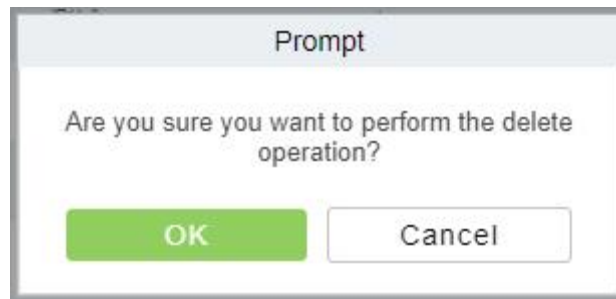 Prompt
Are you sure you want to perform the delete
operation?
OK
Cancel